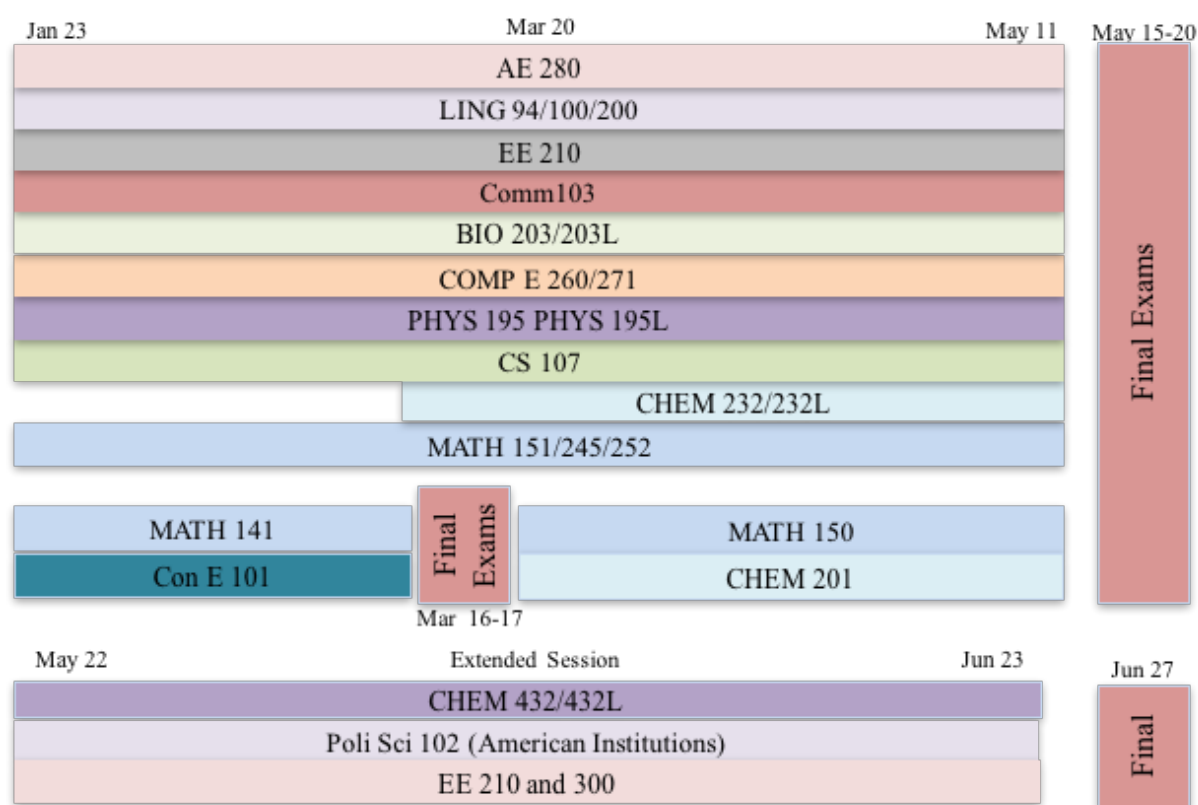 Jan 23 Mar 20 May 11 May 15-20
AE 280
LING 94/100/200
EE 210
Comm103
BIO 203/203L
COMP E 260/271
PHYS 195 PHYS 195L
CS 107
CHEM 232/232L
MATH 151/245/252
Final Exams
MATH 141
Con E 101
Final
Exams
Mar 16-17
MATH 150
CHEM 201
May 22 Extended Session Jun 23 Jun 27
CHEM 432/432L
Poli Sci 102 (American Institutions)
EE 210 and 300
Final